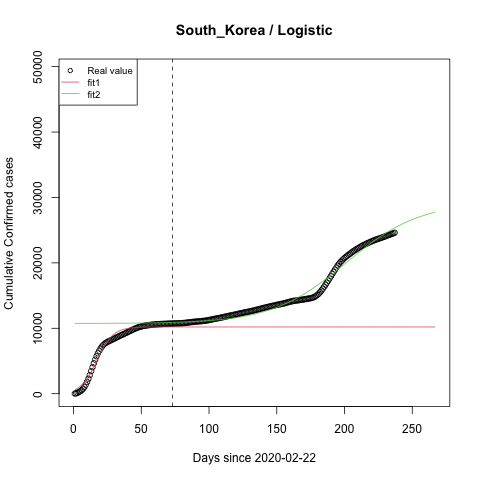 South_Korea / Logistic
Real value
fit1
fit2
Cumulative Confirmed cases
50000
40000
30000
20000
10000
0
0 50 100 150 200 250
Days since 2020-02-22